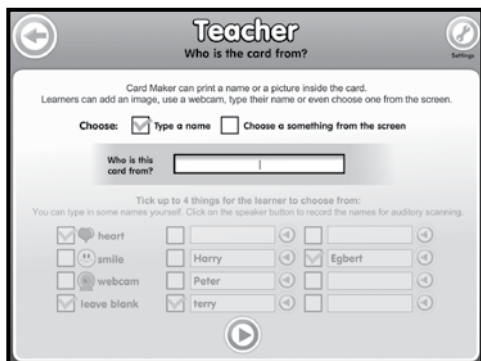 Teacher
Who is the card from?
Settings
Card Maker can print a name or a picture inside the card.
Learners can add an image, use a webcam, type their name or even choose one from the screen.
Choose: Type a name Choose a something from the screen
Who is this
card from?
Tick up to 4 things for the learner to choose from:
You can type in some names yourself. Click on the speaker button to record the names for auditory scanning.
heart
smile Harry Egbert
webcam Peter
leave blank terry